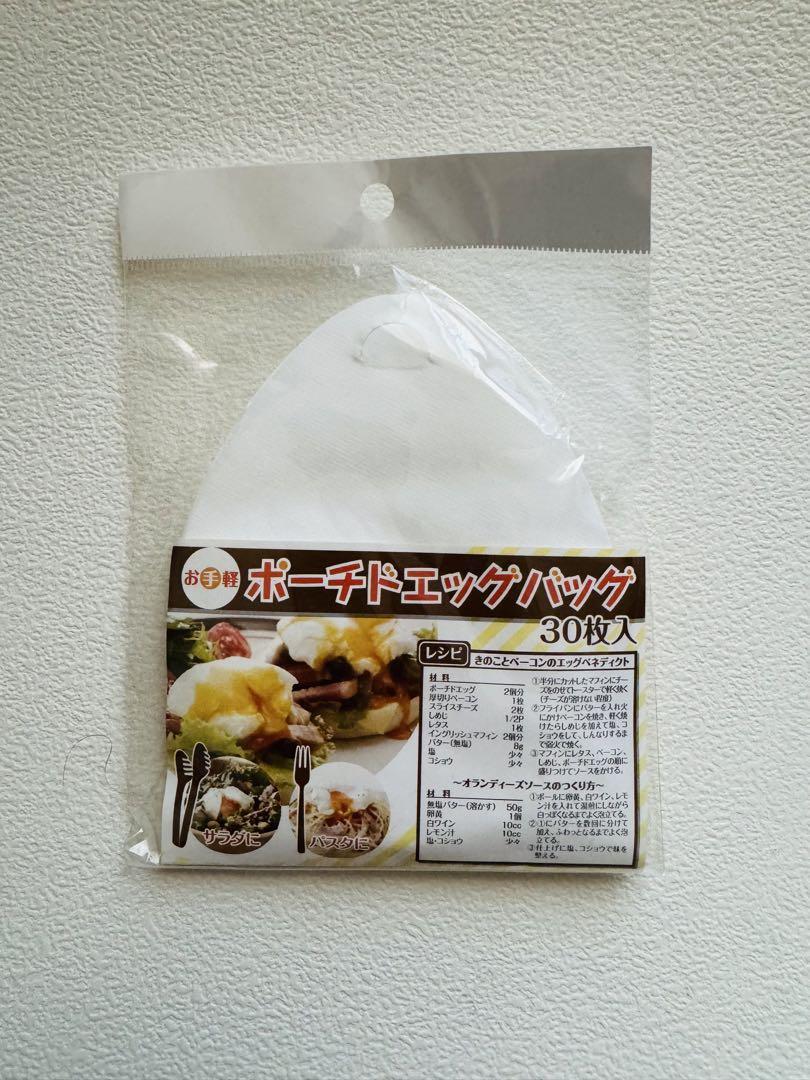 お手軽 ポーチドエッグバッグ
30枚入
レシピ きのことベーコンのエッグベネディクト
材料
ポーチドエッグ 2個分
厚切りベーコン 1枚
スライスチーズ 2枚
しめじ 1/2P
レタス 1枚
イングリッシュマフィン 2個分
バター(無塩) 8g
塩 少々
コショウ 少々
①半分にカットしたマフィンにチー
ズをのせてトースターで軽く焼く
(チーズが溶けない程度)
②フライパンにバターを入れ火
にかけベーコンを焼き、軽く焼
けたらしめじを加えて塩、コ
ショウをして、しんなりするま
で弱火で焼く。
③マフィンにレタス、ベーコン、
しめじ、ポーチドエッグの順に
盛りつけてソースをかける。
～オランディーズソースのつくり方～
材料
無塩バター(溶かす) 50g
卵黄 1個
白ワイン 10cc
レモン汁 10cc
塩・コショウ 少々
①ボールに卵黄、白ワイン、レモ
ン汁を入れて湯煎にしながら
白っぽくなるまでよく泡立てる。
②①にバターを数回に分けて
加え、ふわっとなるまでよく泡
立てる。
③仕上げに塩、コショウで味を
整える。
サラダに
パスタに